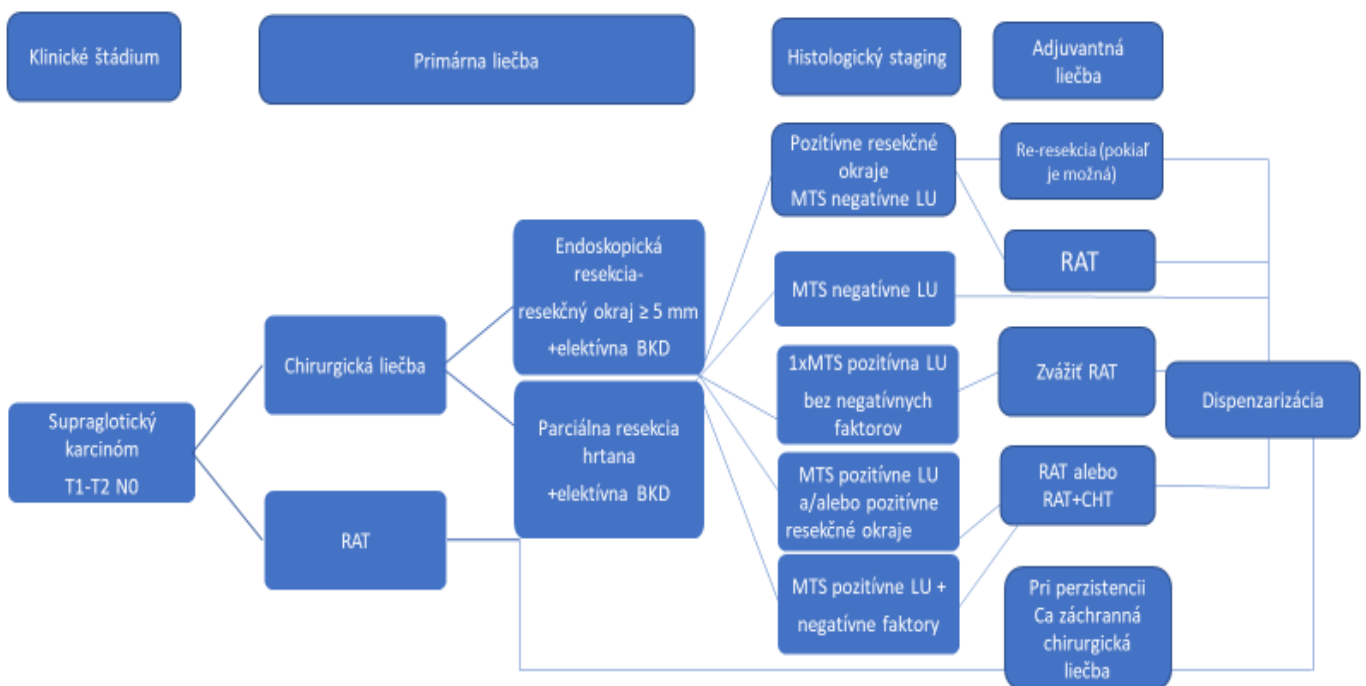 Klinické štádium
Primárna liečba
Histologický staging
Adjuvantná
liečba
Supraglotický
karcinóm
T1-T2 N0
Chirurgická liečba
RAT
Endoskopická
resekcia-
resekčný okraj ≥ 5 mm
+elektívna BKD
Parciálna resekcia
hrtana
+elektívna BKD
Pozitívne resekčné
okraje
MTS negatívne LU
MTS negatívne LU
1xMTS pozitívna LU
bez negatívnych
faktorov
MTS pozitívne LU
a/alebo pozitívne
resekčné okraje
MTS pozitívne LU +
negatívne faktory
Re-resekcia (pokiaľ
je možná)
RAT
Zvážiť RAT
RAT alebo
RAT+CHT
Pri perzistencii
Ca záchranná
chirurgická
liečba
Dispenzarizácia